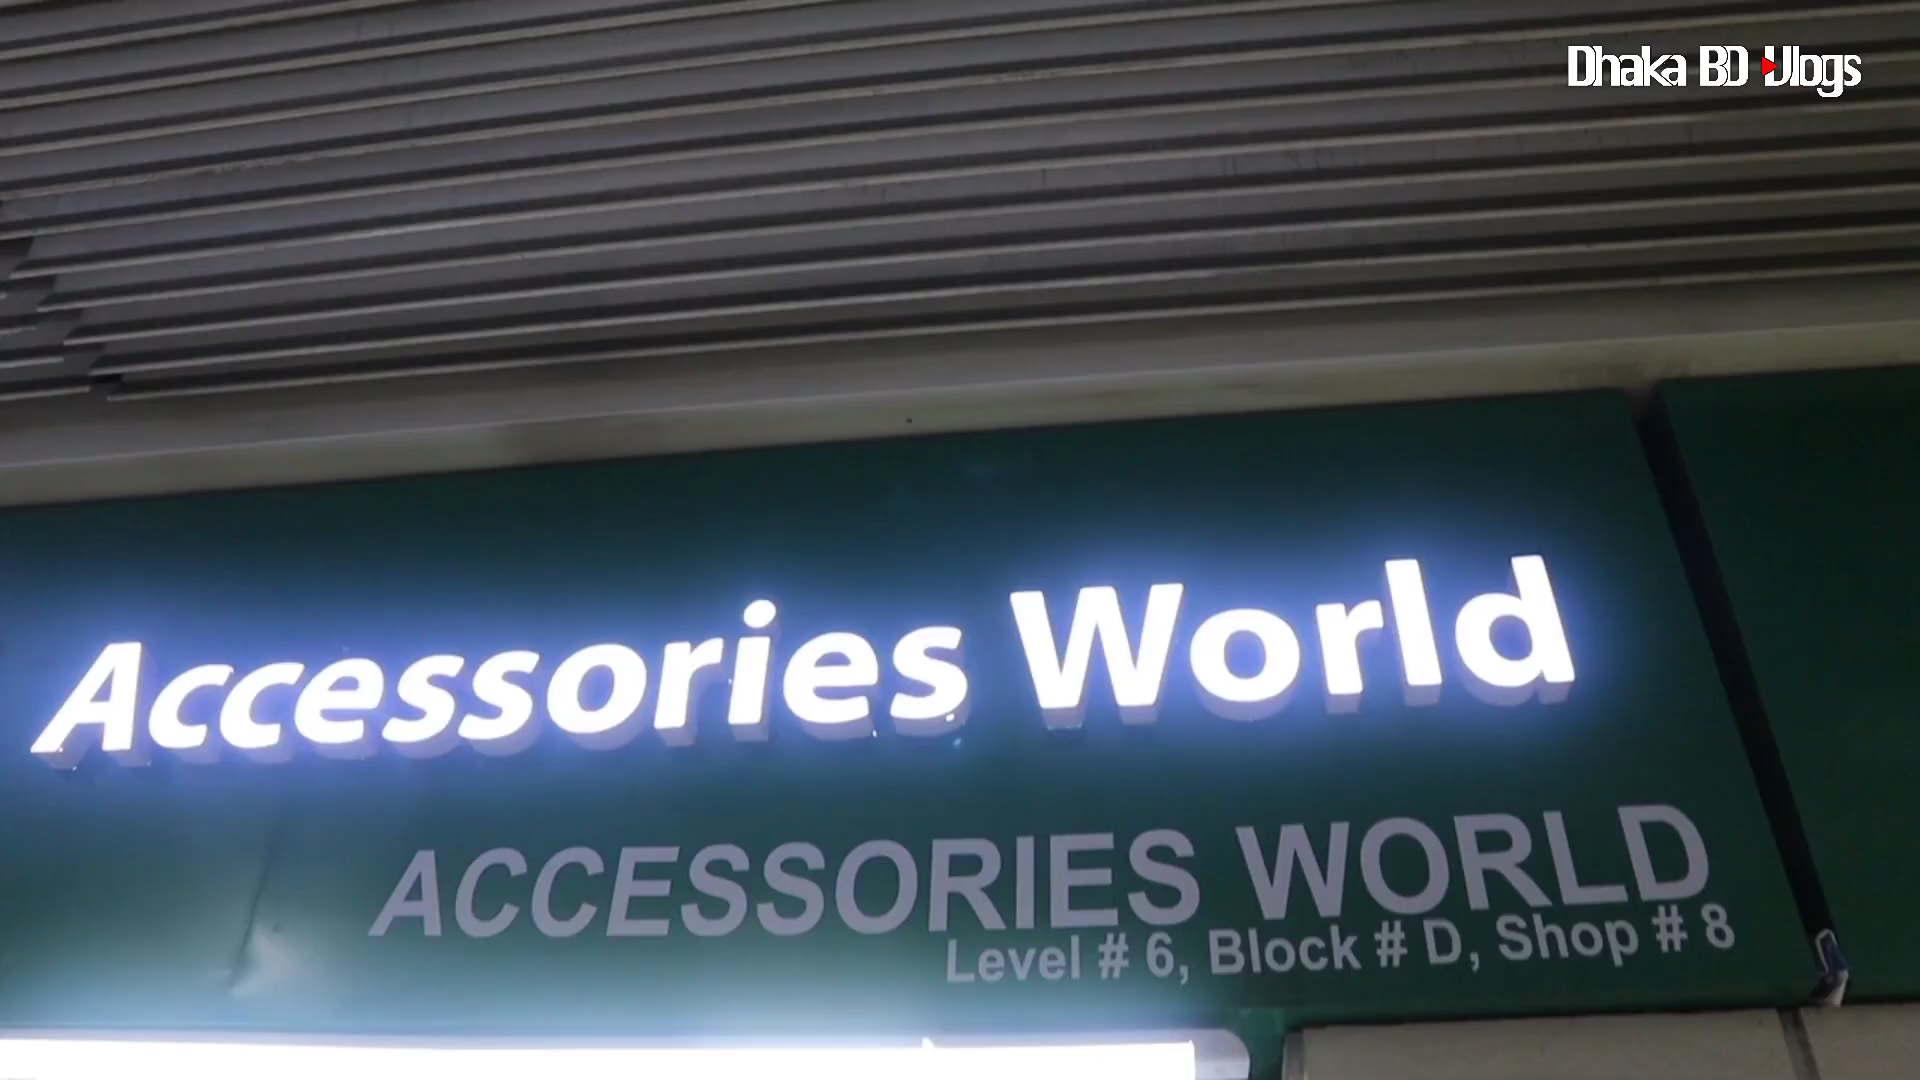 Dhaka BD Vlogs
Accessories World
ACCESSORIES WORLD
Level # 6, Block # D, Shop # 8